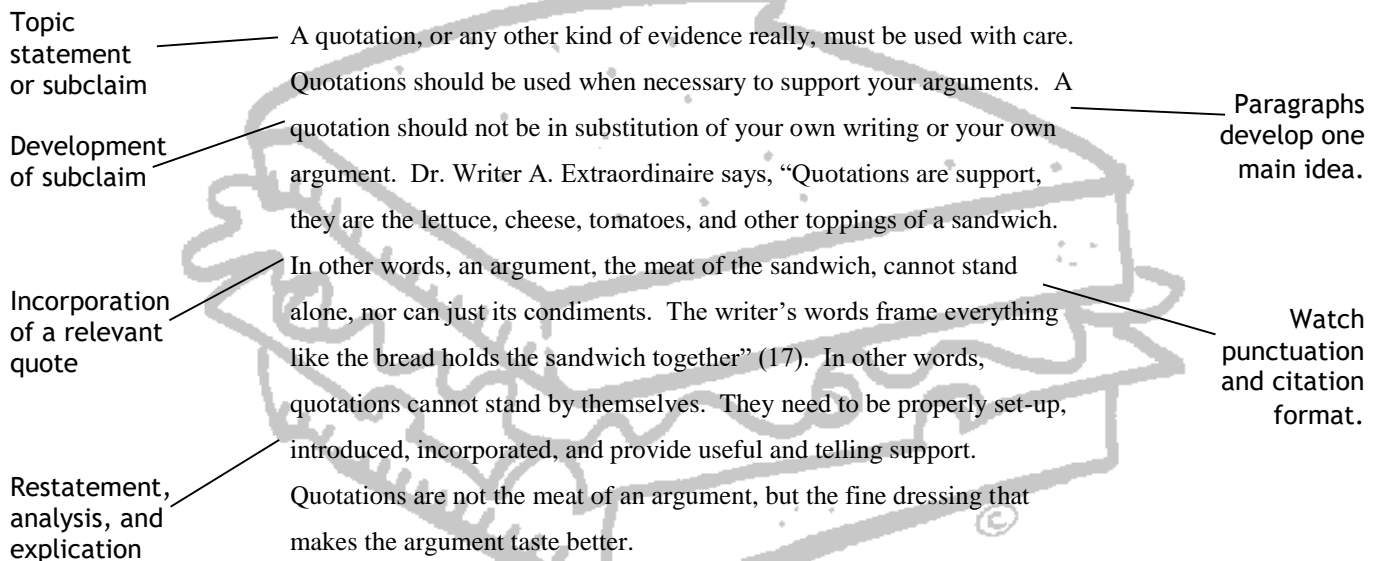 Topic
statement
or subclaim
Development
of subclaim
Incorporation
of a relevant
quote
Restatement,
analysis, and
explication
A quotation, or any other kind of evidence really, must be used with care.
Quotations should be used when necessary to support your arguments.  A
quotation should not be in substitution of your own writing or your own
argument.  Dr. Writer A. Extraordinaire says, “Quotations are support,
they are the lettuce, cheese, tomatoes, and other toppings of a sandwich.
In other words, an argument, the meat of the sandwich, cannot stand
alone, nor can just its condiments.  The writer’s words frame everything
like the bread holds the sandwich together” (17).  In other words,
quotations cannot stand by themselves.  They need to be properly set-up,
introduced, incorporated, and provide useful and telling support.
Quotations are not the meat of an argument, but the fine dressing that
makes the argument taste better.
©
Paragraphs
develop one
main idea.
Watch
punctuation
and citation
format.